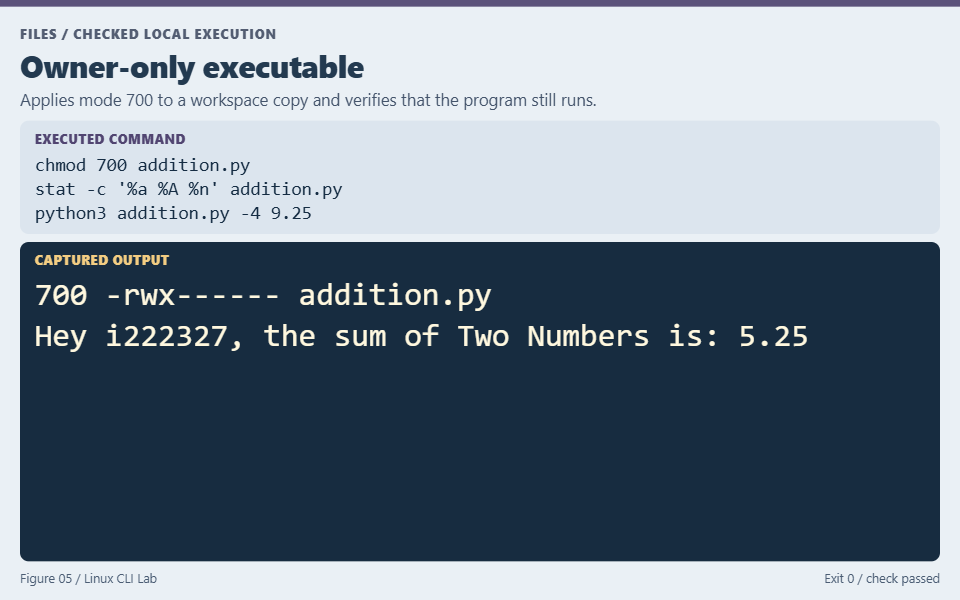 FILES / CHECKED LOCAL EXECUTION
Owner-only executable
Applies mode 700 to a workspace copy and verifies that the program still runs.
EXECUTED COMMAND
chmod 700 addition.py
stat -c '%a %A %n' addition.py
python3 addition.py -4 9.25
CAPTURED OUTPUT
700 -rwx------ addition.py
Hey i222327, the sum of Two Numbers is: 5.25
Figure 05 / Linux CLI Lab
Exit 0 / check passed